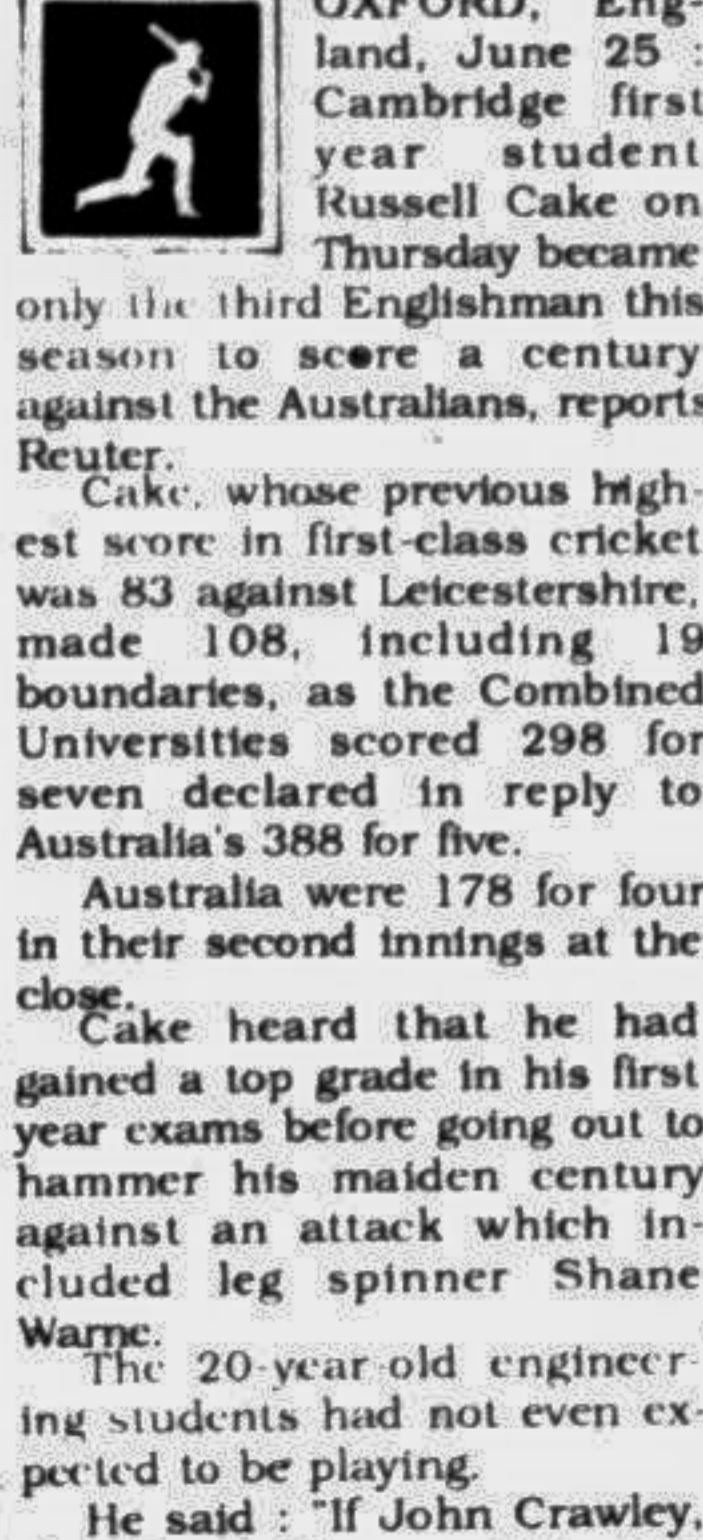 OXFORD, Eng-
land, June 25 :
Cambridge first
year student
Russell Cake on
Thursday became
only the third Englishman this
season to score a century
against the Australians, reports
Reuter.
Cake, whose previous high-
est score in first-class cricket
was 83 against Leicestershire,
made 108, including 19
boundaries, as the Combined
Universities scored 298 for
seven declared in reply to
Australia's 388 for five.
Australia were 178 for four
in their second innings at the
close.
Cake heard that he had
gained a top grade in his first
year exams before going out to
hammer his maiden century
against an attack which in-
cluded leg spinner Shane
Warne.
The 20-year-old engineer-
ing students had not even ex-
pected to be playing.
He said : "If John Crawley,